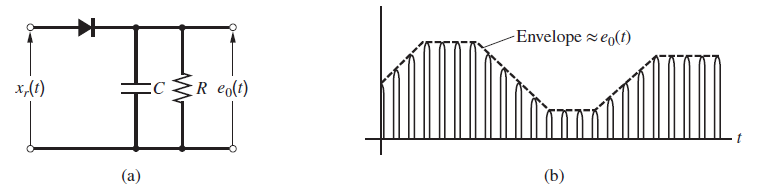 x_r(t)
C
R
e_0(t)
(a)
Envelope ≈ e_0(t)
t
(b)